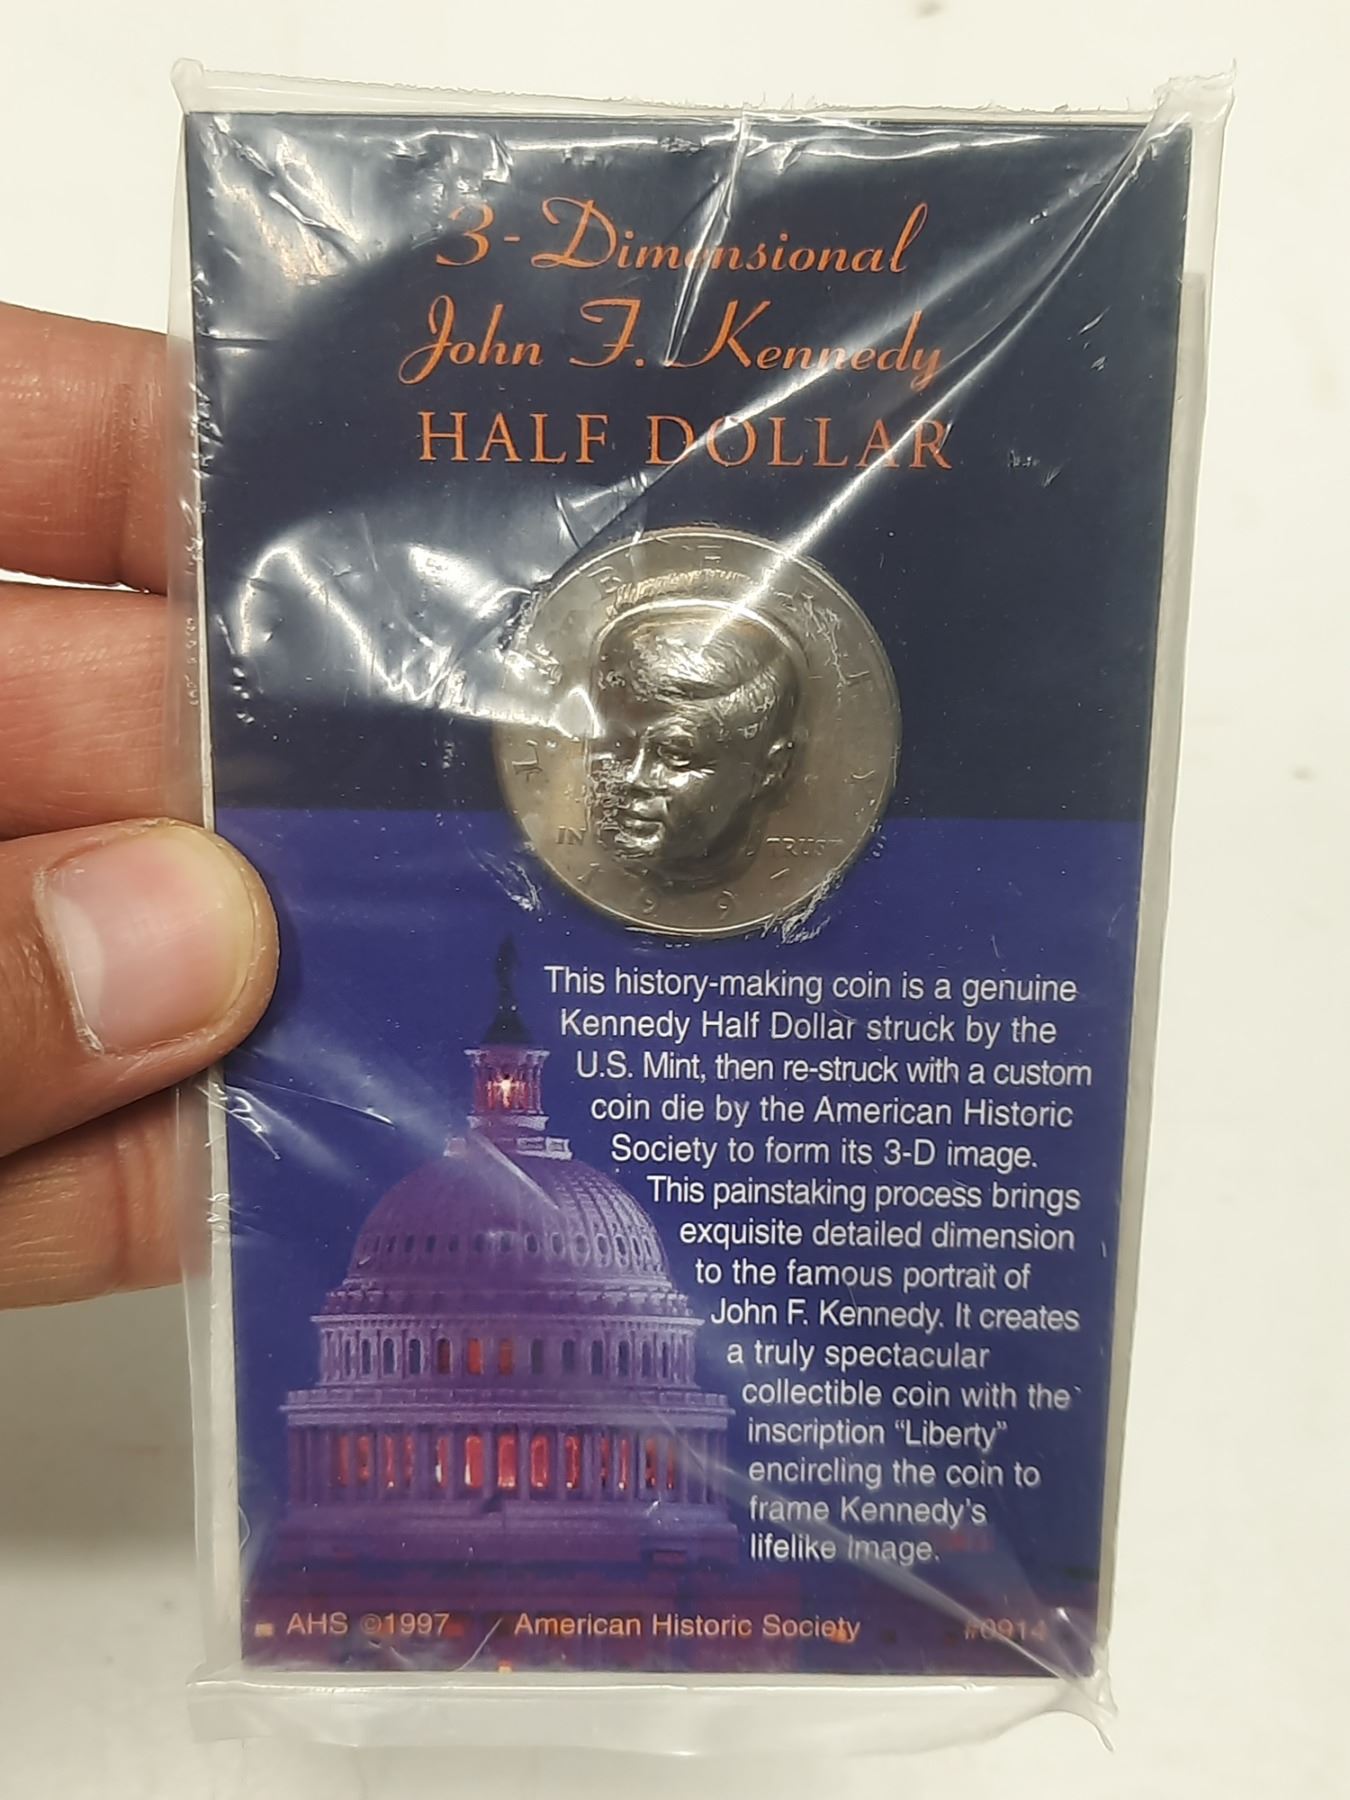 3-Dimensional
John F. Kennedy
HALF DOLLAR
IN
TRUST
This history-making coin is a genuine
Kennedy Half Dollar struck by the
U.S. Mint, then re-struck with a custom
coin die by the American Historic
Society to form its 3-D image.
This painstaking process brings
exquisite detailed dimension
to the famous portrait of
John F. Kennedy. It creates
a truly spectacular
collectible coin with the
inscription “Liberty”
encircling the coin to
frame Kennedy's
lifelike image.
AHS ©1997 American Historic Society #0914